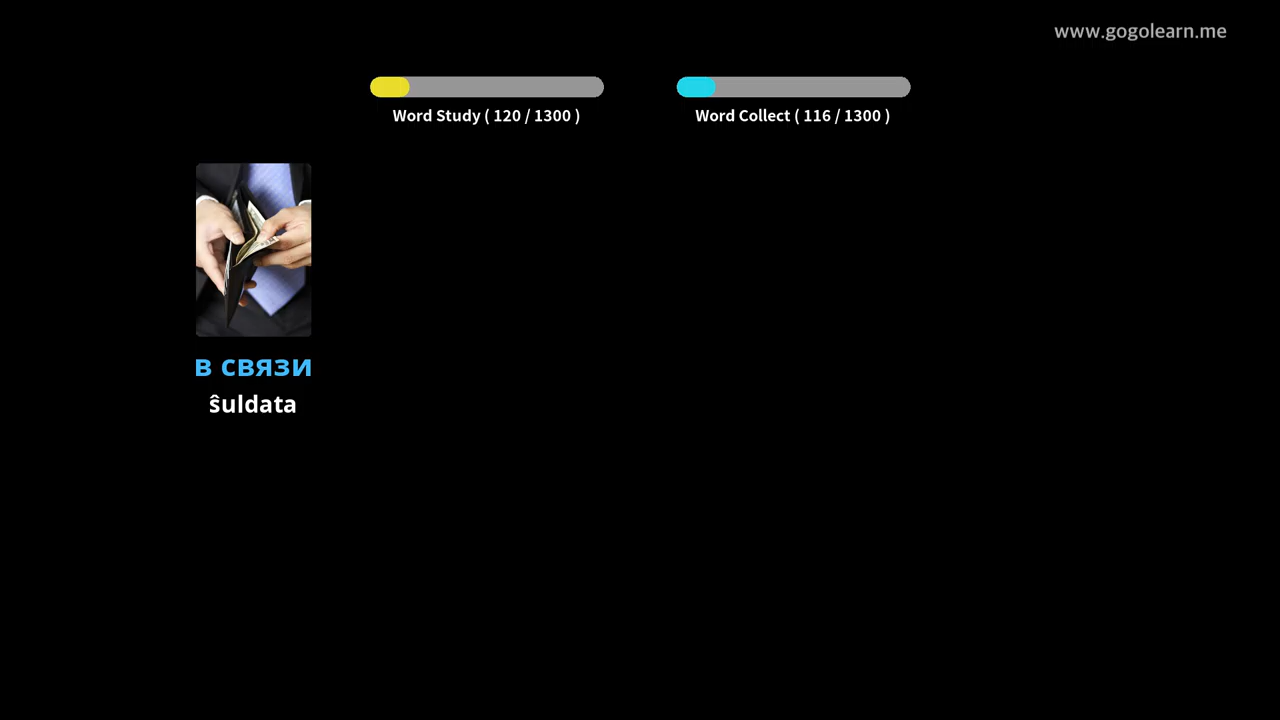 www.gogolearn.me
Word Study ( 120 / 1300 )
Word Collect ( 116 / 1300 )
в связи
ŝuldata